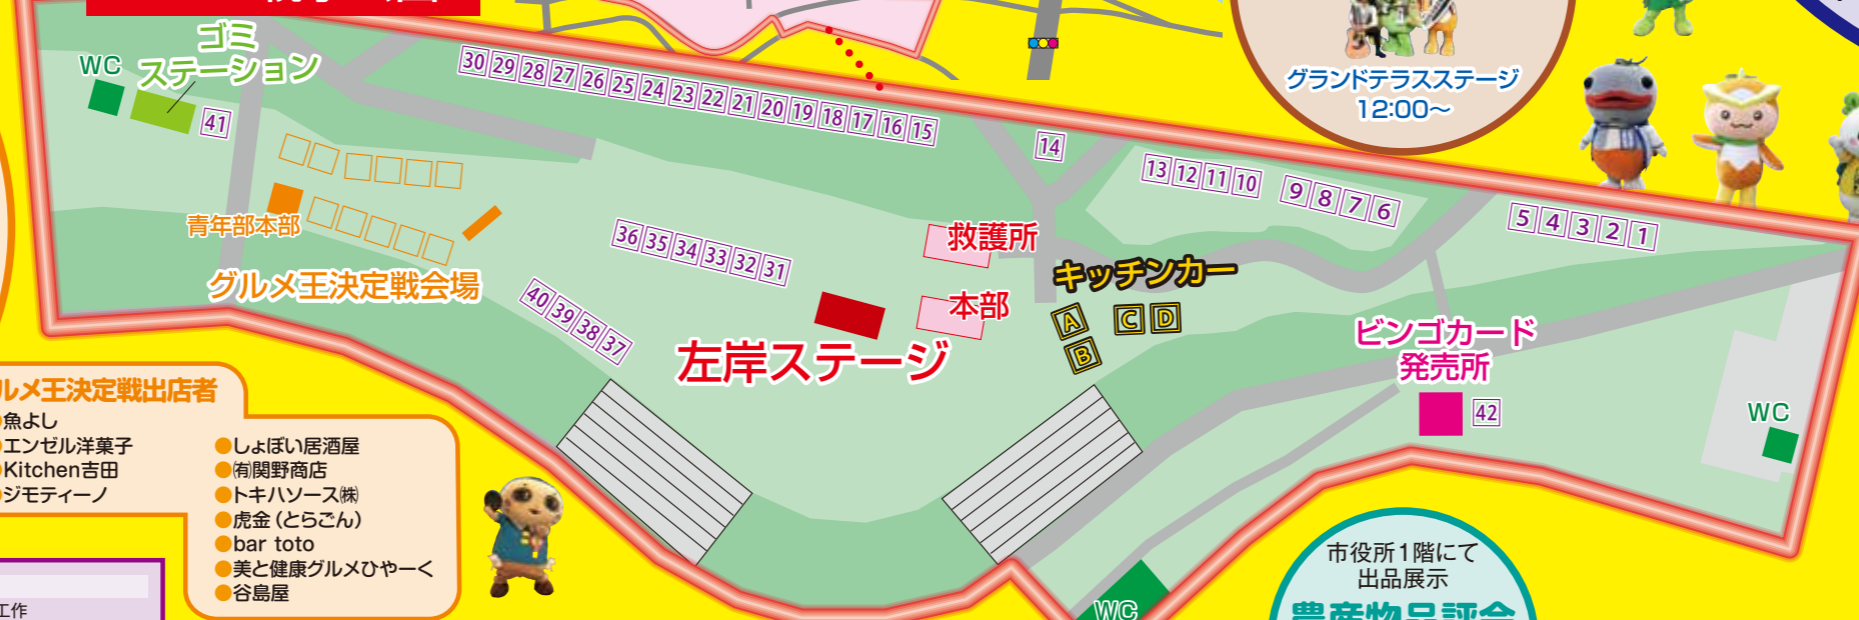 ゴミ
ステーション
WC
41
30 29 28 27 26 25 24 23 22 21 20 19 18 17 16 15
14
13 12 11 10
9 8 7 6
5 4 3 2 1
グランドテラスステージ
12:00～
青年部本部
グルメ王決定戦会場
36 35 34 33 32 31
40 39 38 37
救護所
本部
左岸ステージ
キッチンカー
A
B
C D
ビンゴカード
発売所
42
WC
WC
ルメ王決定戦出店者
魚よし
エンゼル洋菓子
Kitchen吉田
ジモティーノ
●しょぼい居酒屋
●㈲関野商店
●トキハソース㈱
●虎金（とらごん）
●bar toto
●美と健康グルメひやーく
●谷島屋
工作
市役所1階にて
出品展示
農産物品評会